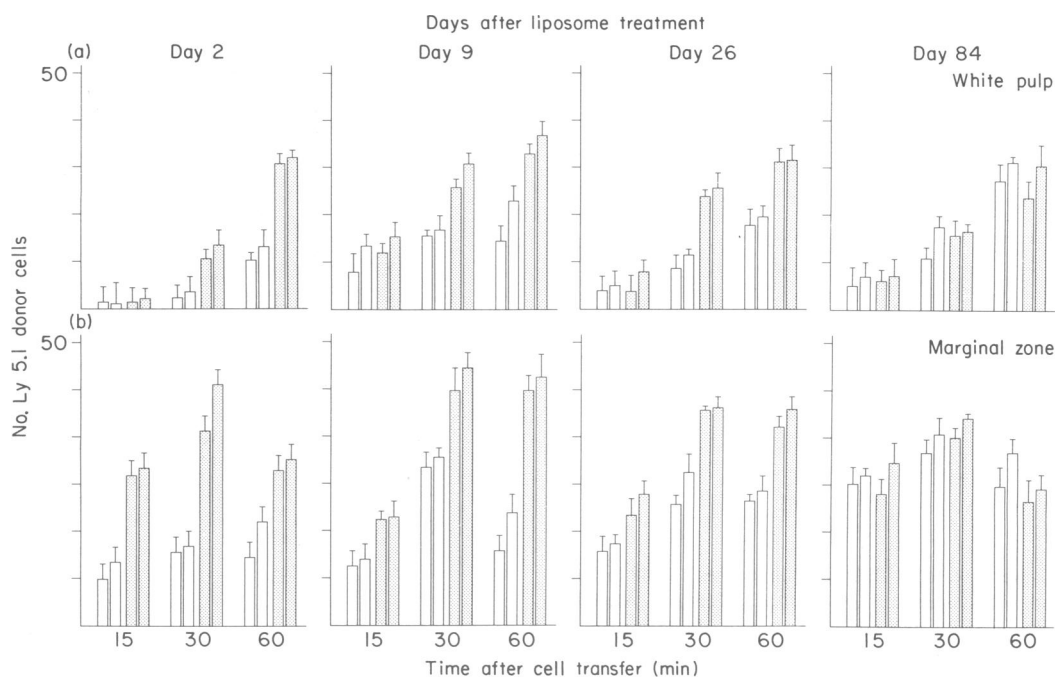 Days after liposome treatment
(a) Day 2 Day 9 Day 26 Day 84
50
White pulp
No. Ly 5.1 donor cells
(b)
50
Marginal zone
15 30 60 15 30 60 15 30 60 15 30 60
Time after cell transfer (min)